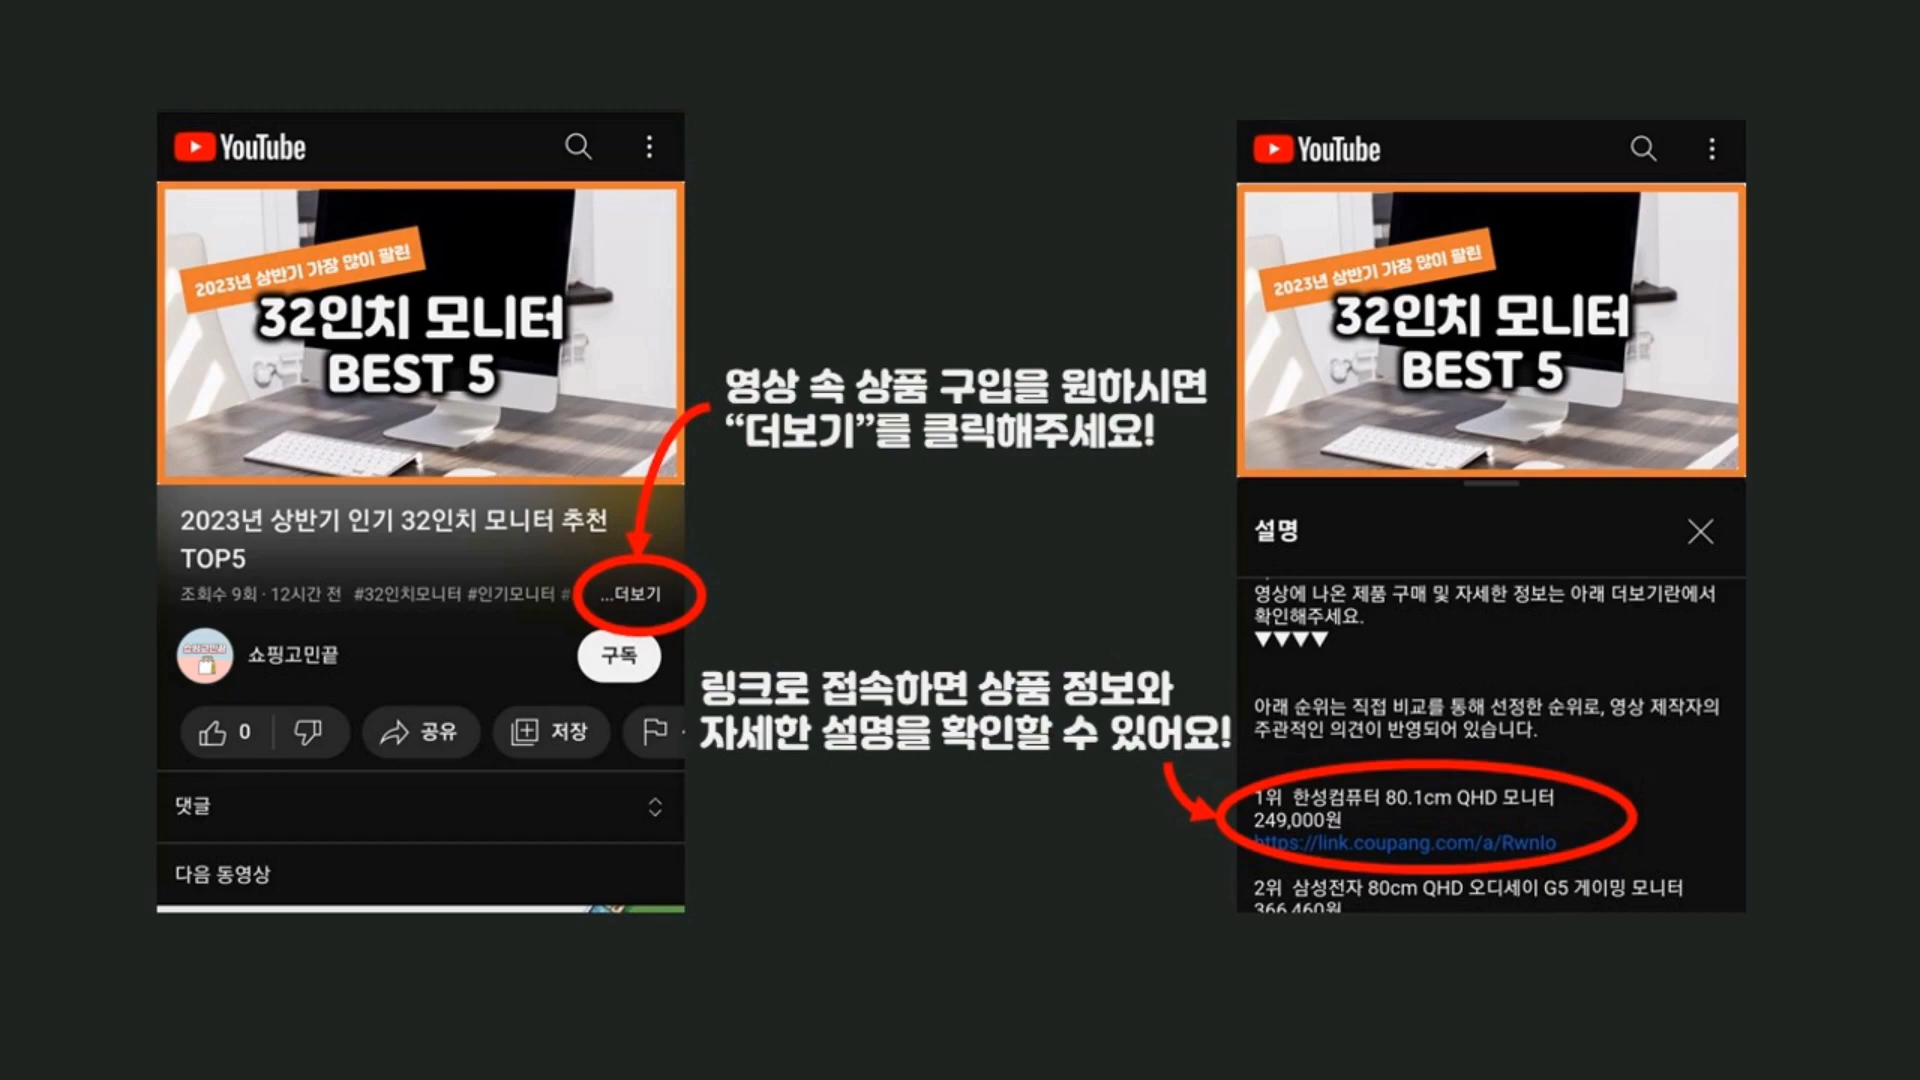 YouTube
2023년 상반기 가장 많이 팔린
32인치 모니터
BEST 5
2023년 상반기 인기 32인치 모니터 추천
TOP5
조회수 9회 · 12시간 전 #32인치모니터 #인기모니터 # ...더보기
쇼핑고민끝
쇼핑고민끝
구독
0
공유
저장
댓글
다음 동영상
영상 속 상품 구입을 원하시면
“더보기”를 클릭해주세요!
링크로 접속하면 상품 정보와
자세한 설명을 확인할 수 있어요!
YouTube
2023년 상반기 가장 많이 팔린
32인치 모니터
BEST 5
설명
영상에 나온 제품 구매 및 자세한 정보는 아래 더보기란에서
확인해주세요.
▼▼▼▼
아래 순위는 직접 비교를 통해 선정한 순위로, 영상 제작자의
주관적인 의견이 반영되어 있습니다.
1위 한성컴퓨터 80.1cm QHD 모니터
249,000원
https://link.coupang.com/a/RwnIo
2위 삼성전자 80cm QHD 오디세이 G5 게이밍 모니터
366,460원